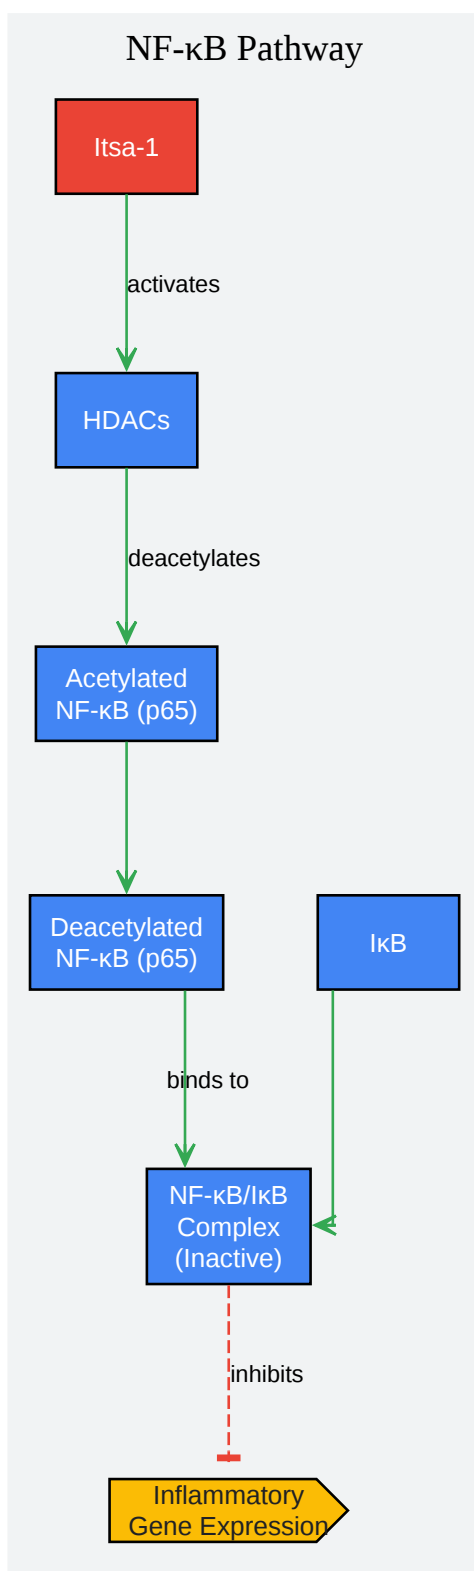 NF-κB Pathway
Itsa-1
activates
HDACs
deacetylates
Acetylated
NF-κB (p65)
Deacetylated
NF-κB (p65)
IκB
binds to
NF-κB/IκB
Complex
(Inactive)
inhibits
Inflammatory
Gene Expression